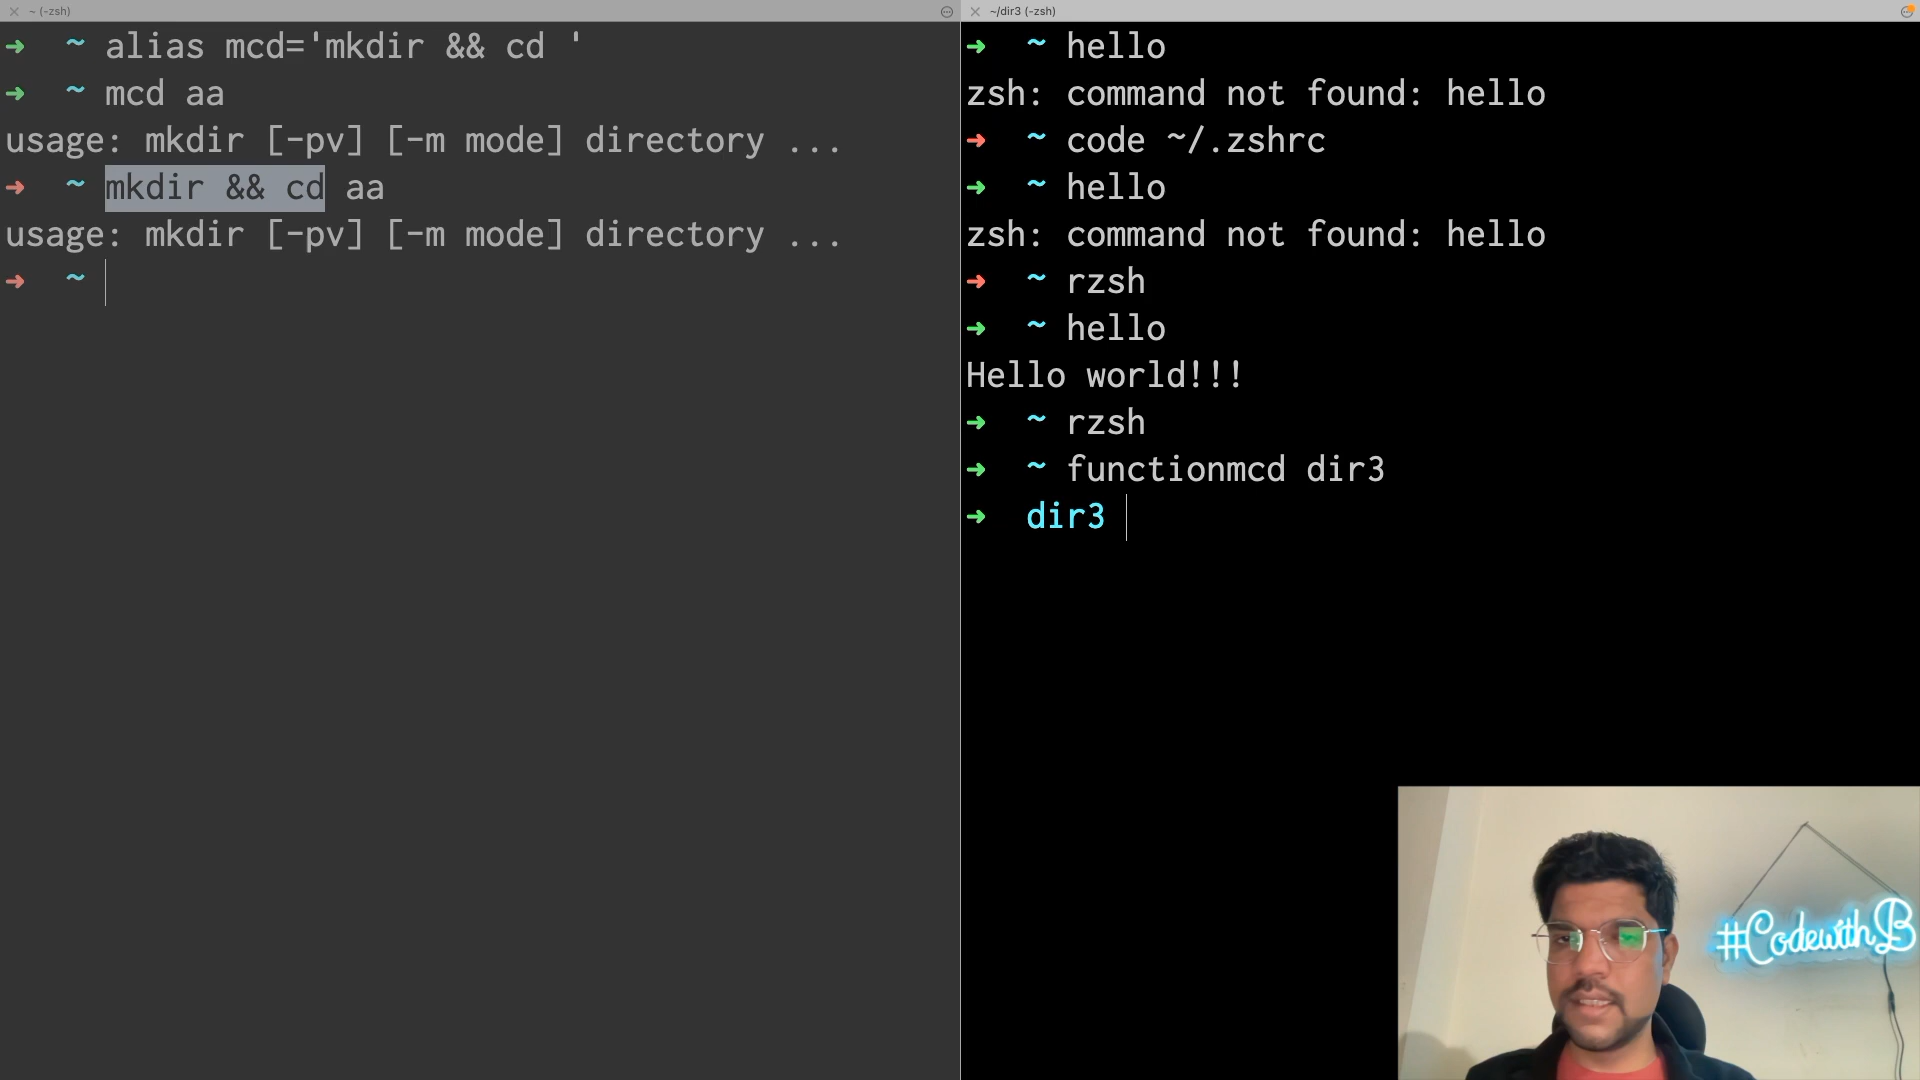 ~ (-zsh)
➜ ~ alias mcd='mkdir && cd '
➜ ~ mcd aa
usage: mkdir [-pv] [-m mode] directory ...
➜ ~ mkdir && cd aa
usage: mkdir [-pv] [-m mode] directory ...
➜ ~
~/dir3 (-zsh)
➜ ~ hello
zsh: command not found: hello
➜ ~ code ~/.zshrc
➜ ~ hello
zsh: command not found: hello
➜ ~ rzsh
➜ ~ hello
Hello world!!!
➜ ~ rzsh
➜ ~ functionmcd dir3
➜ dir3
#CodewithB